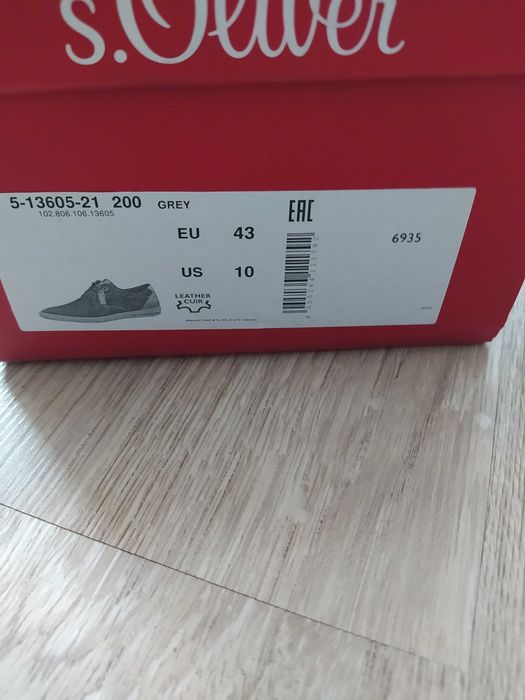 s.Oliver
5-13605-21 200 GREY
102.806.106.13605
EAC
EU 43
6935
US 10
LEATHER
CUIR